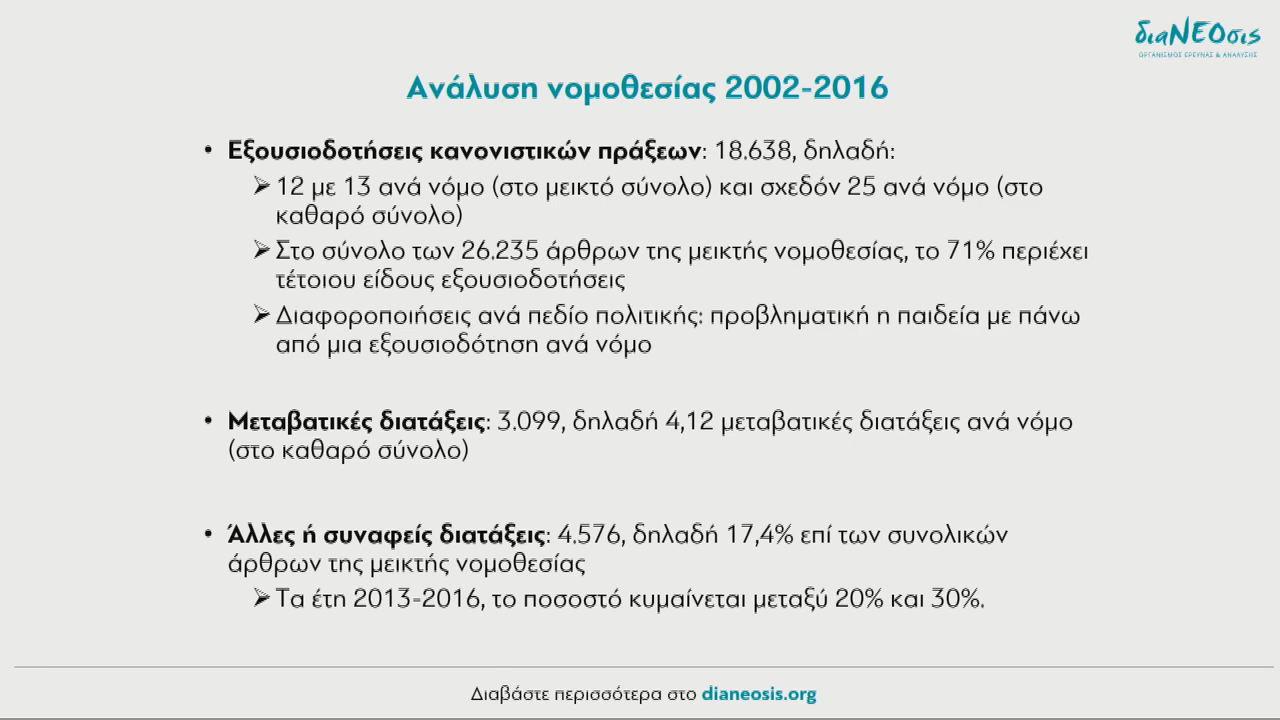 διαΝΕΟσις
ΟΡΓΑΝΙΣΜΟΣ ΕΡΕΥΝΑΣ & ΑΝΑΛΥΣΗΣ
Ανάλυση νομοθεσίας 2002-2016
• Εξουσιοδοτήσεις κανονιστικών πράξεων: 18.638, δηλαδή:
➢ 12 με 13 ανά νόμο (στο μεικτό σύνολο) και σχεδόν 25 ανά νόμο (στο
καθαρό σύνολο)
➢ Στο σύνολο των 26.235 άρθρων της μεικτής νομοθεσίας, το 71% περιέχει
τέτοιου είδους εξουσιοδοτήσεις
➢ Διαφοροποιήσεις ανά πεδίο πολιτικής: προβληματική η παιδεία με πάνω
από μια εξουσιοδότηση ανά νόμο
• Μεταβατικές διατάξεις: 3.099, δηλαδή 4,12 μεταβατικές διατάξεις ανά νόμο
(στο καθαρό σύνολο)
• Άλλες ή συναφείς διατάξεις: 4.576, δηλαδή 17,4% επί των συνολικών
άρθρων της μεικτής νομοθεσίας
➢ Τα έτη 2013-2016, το ποσοστό κυμαίνεται μεταξύ 20% και 30%.
Διαβάστε περισσότερα στο dianeosis.org